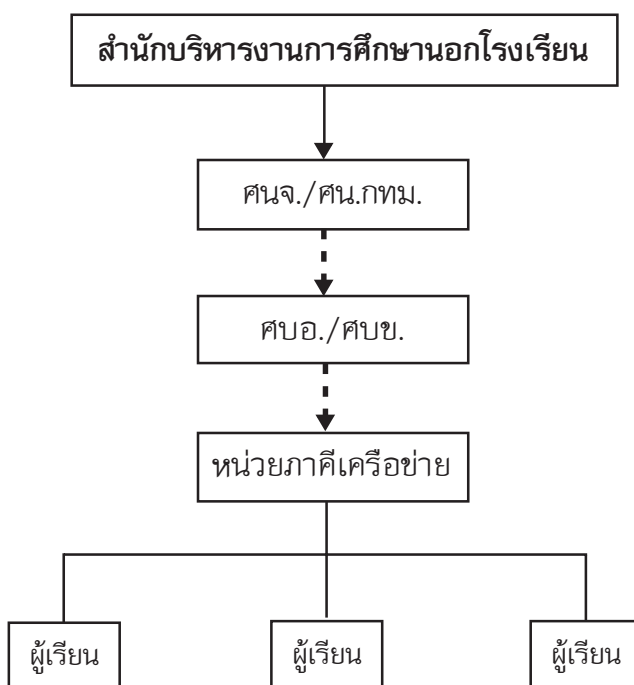 สำนักบริหารงานการศึกษานอกโรงเรียน
ศนจ./ศน.กทม.
ศบอ./ศบข.
หน่วยภาคีเครือข่าย
ผู้เรียน
ผู้เรียน
ผู้เรียน